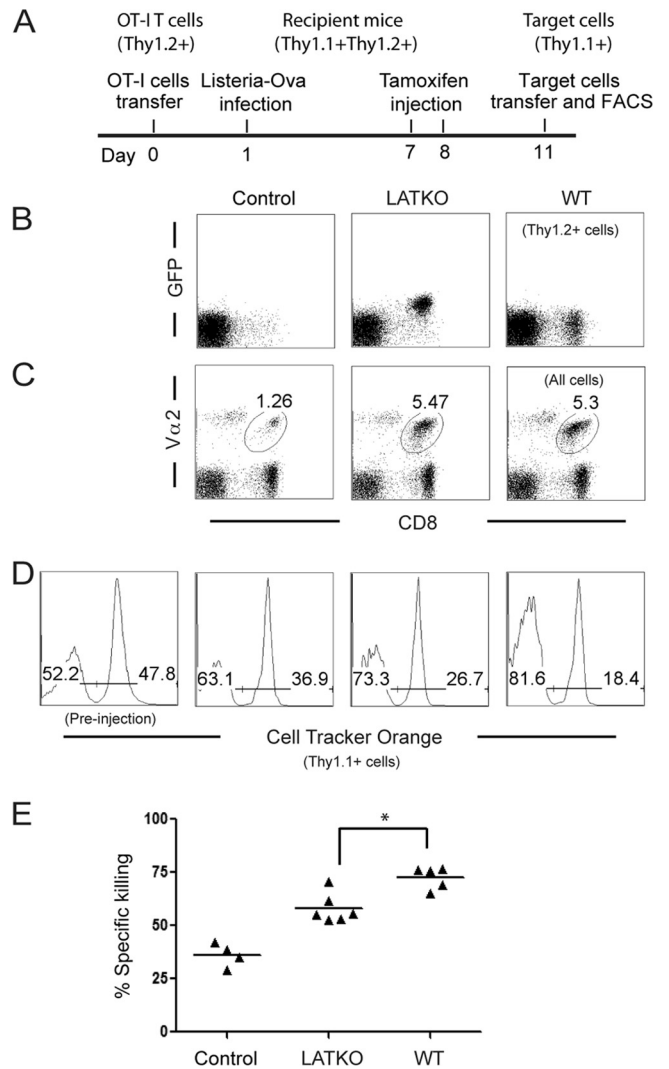 A
OT-I T cells
(Thy1.2+)
Recipient mice
(Thy1.1+Thy1.2+)
Target cells
(Thy1.1+)
OT-I cells
transfer
Listeria-Ova
infection
Tamoxifen
injection
Target cells
transfer and FACS
Day 0 1 7 8 11
Control LATKO WT
B
GFP
(Thy1.2+ cells)
C
Vα2
1.26
5.47
(All cells)
5.3
CD8
D
52.2 47.8
63.1 36.9
73.3 26.7
81.6 18.4
(Pre-injection)
Cell Tracker Orange
(Thy1.1+ cells)
E
% Specific killing
100
75
50
25
0
*
Control LATKO WT